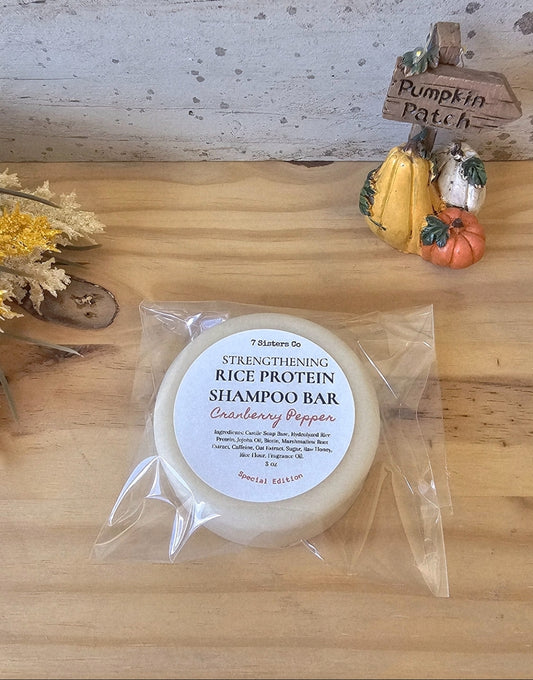 Pumpkin
Patch
7 Sisters Co
STRENGTHENING
RICE PROTEIN
SHAMPOO BAR
Cranberry Pepper
Ingredients: Castile Soap Base, Hydrolyzed Rice
Protein, Jojoba Oil, Biotin, Marshmallow Root
Extract, Caffeine, Oat Extract, Sugar, Raw Honey,
Rice Flour, Fragrance Oil.
5 oz
Special Edition